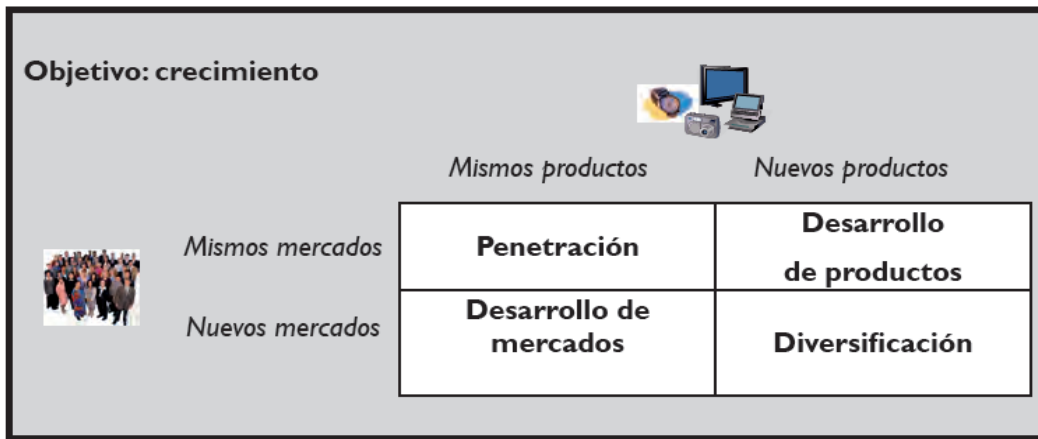 Objetivo: crecimiento
Mismos productos Nuevos productos
Mismos mercados Penetración Desarrollo
de productos
Nuevos mercados Desarrollo de
mercados Diversificación